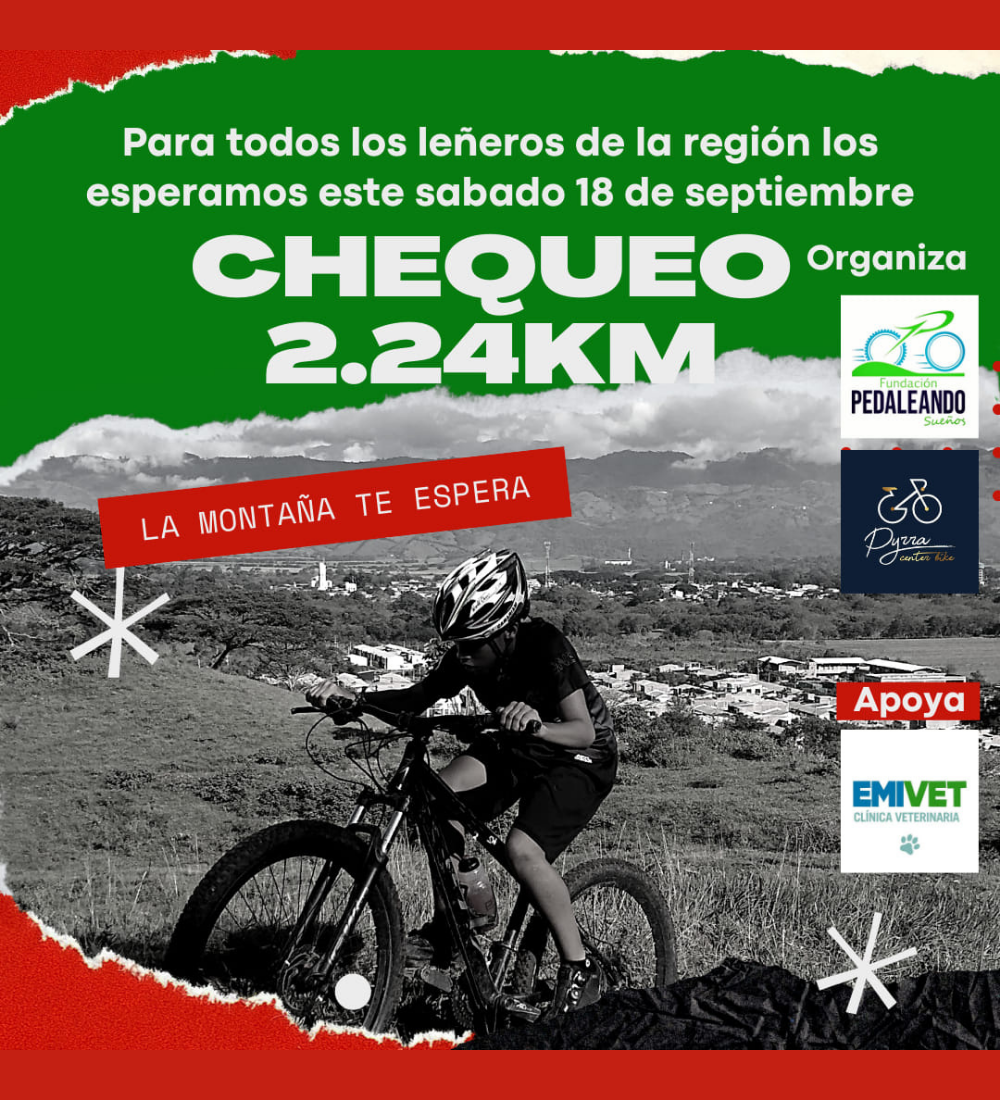 Para todos los leñeros de la región los
esperamos este sabado 18 de septiembre
CHEQUEO
2.24KM
Organiza
Fundación
PEDALEANDO
Sueños
LA MONTAÑA TE ESPERA
Pyrra
center bike
Apoya
EMIVET
CLÍNICA VETERINARIA